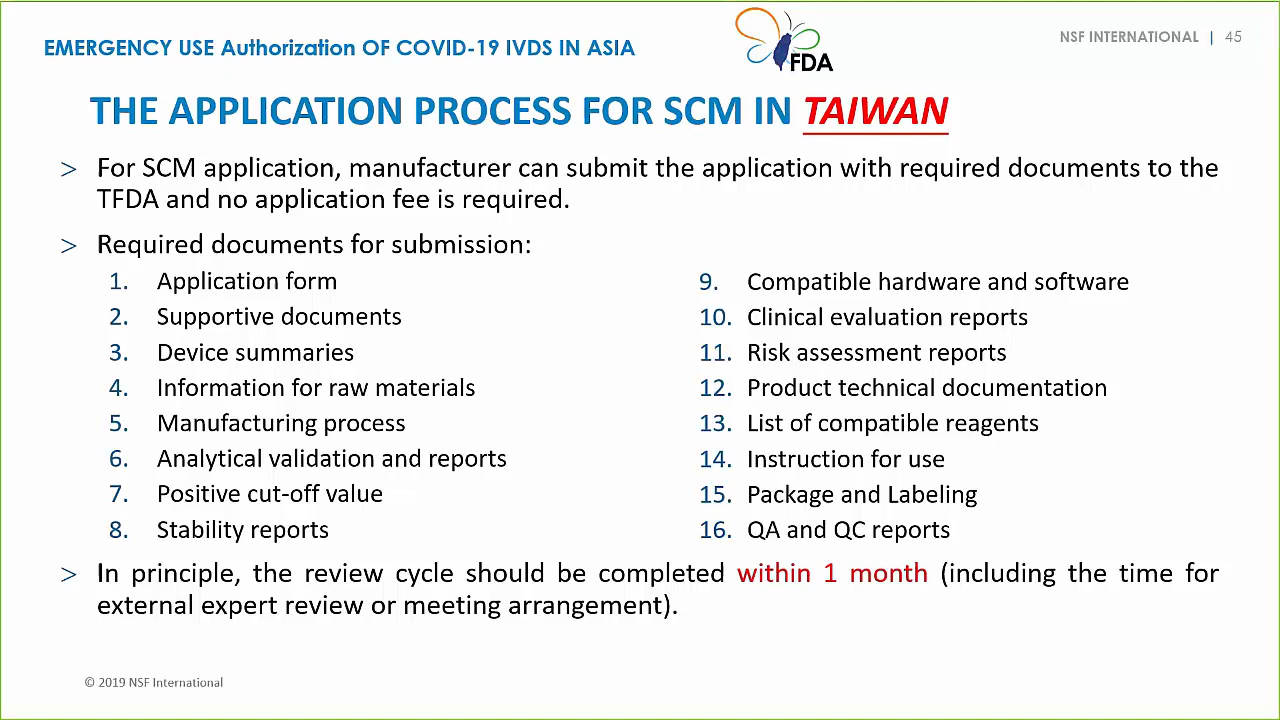 EMERGENCY USE Authorization OF COVID-19 IVDS IN ASIA
FDA
NSF INTERNATIONAL | 45
THE APPLICATION PROCESS FOR SCM IN TAIWAN
> For SCM application, manufacturer can submit the application with required documents to the
TFDA and no application fee is required.
> Required documents for submission:
1. Application form
2. Supportive documents
3. Device summaries
4. Information for raw materials
5. Manufacturing process
6. Analytical validation and reports
7. Positive cut-off value
8. Stability reports
9. Compatible hardware and software
10. Clinical evaluation reports
11. Risk assessment reports
12. Product technical documentation
13. List of compatible reagents
14. Instruction for use
15. Package and Labeling
16. QA and QC reports
> In principle, the review cycle should be completed within 1 month (including the time for
external expert review or meeting arrangement).
© 2019 NSF International